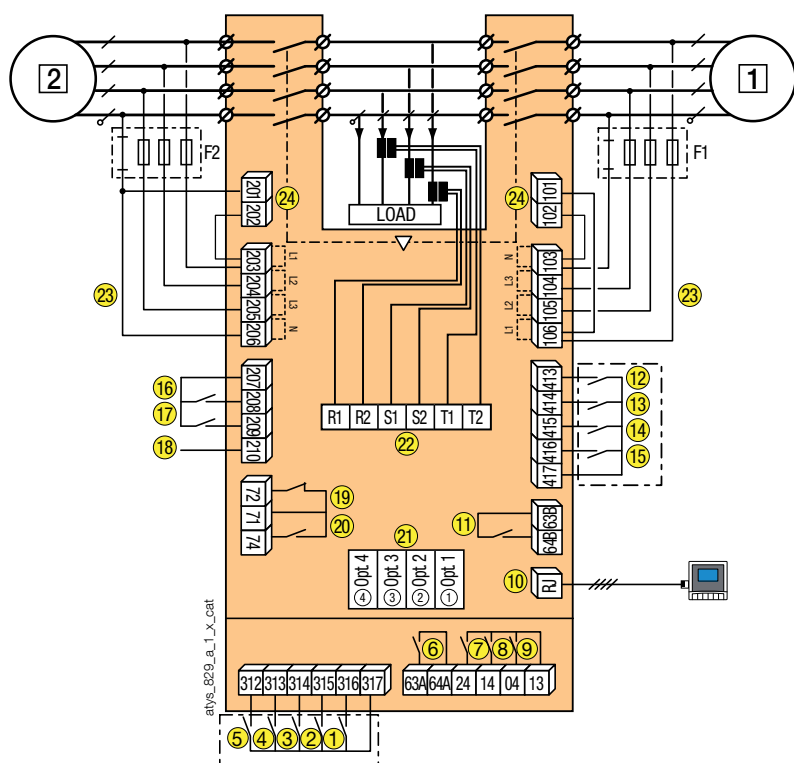 2
1
F2
F1
201
202
24
24
101
102
LOAD
203
204
205
206
L1
L2
L3
N
N
L3
L2
L1
103
104
105
106
23
23
16
17
18
207
208
209
210
R1 R2 S1 S2 T1 T2
22
413
414
415
416
417
12
13
14
15
72
71
74
19
20
11
63B
64B
21
Opt 4 Opt 3 Opt 2 Opt 1
4 3 2 1
10
RJ
atys_829_a_1_x_cat
6 7 8 9
312 313 314 315 316 317
63A 64A 24 14 04 13
5 4 3 2 1